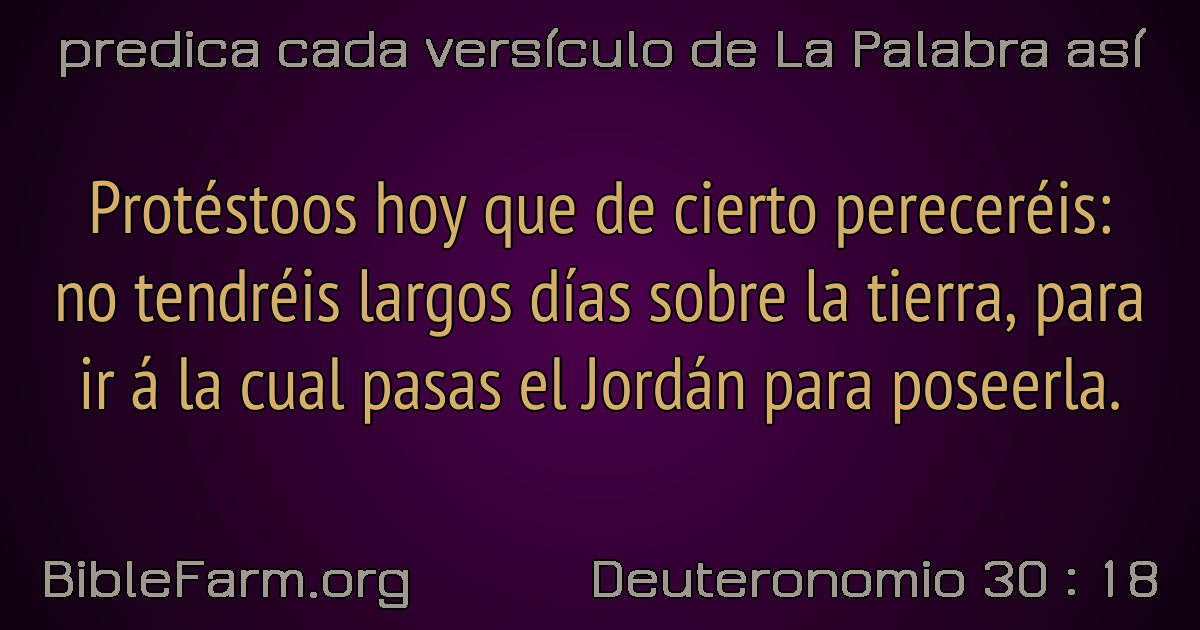 predica cada versículo de La Palabra así
Protéstoos hoy que de cierto pereceréis:
no tendréis largos días sobre la tierra, para
ir á la cual pasas el Jordán para poseerla.
BibleFarm.org
Deuteronomio 30 : 18